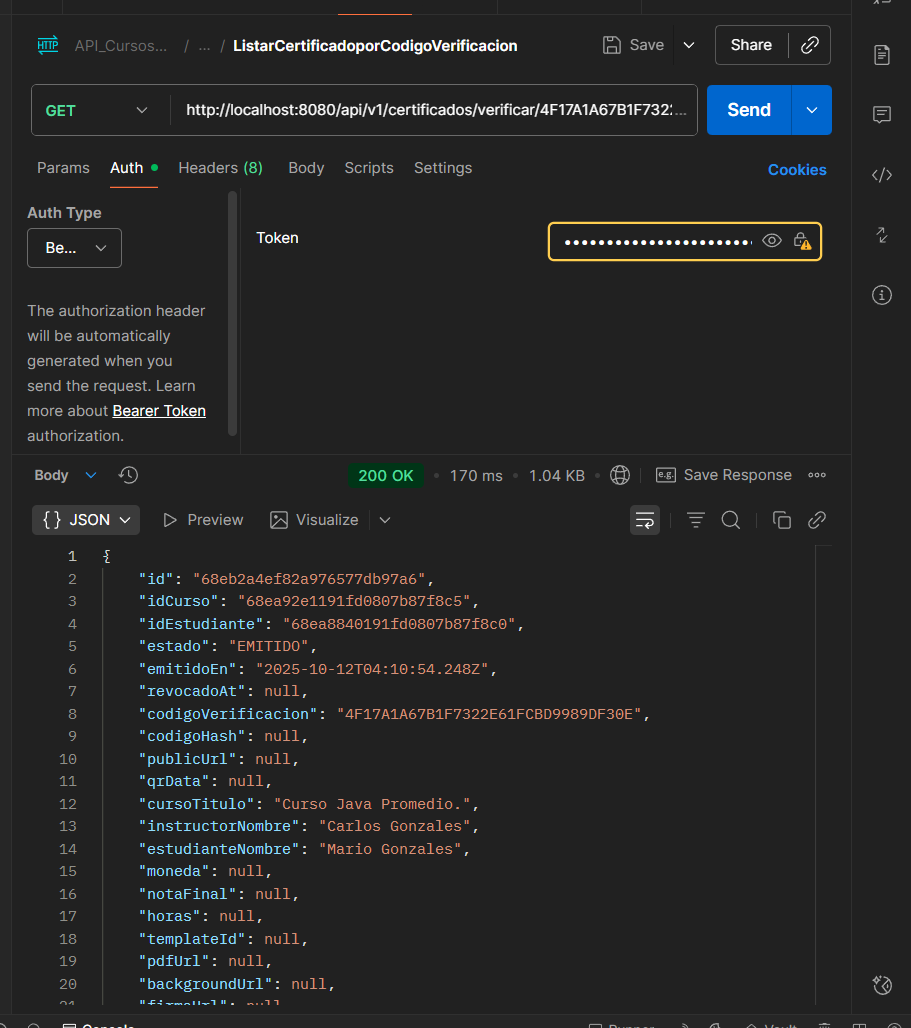 HTTP API_Cursos... / ... / ListarCertificadoporCodigoVerificacion Save Share
GET http://localhost:8080/api/v1/certificados/verificar/4F17A1A67B1F732:... Send
Params Auth Headers (8) Body Scripts Settings Cookies
Auth Type
Be...
Token
The authorization header
will be automatically
generated when you
send the request. Learn
more about Bearer Token
authorization.
Body 200 OK • 170 ms • 1.04 KB • e.g. Save Response
{} JSON Preview Visualize
1 {
2 "id": "68eb2a4ef82a976577db97a6",
3 "idCurso": "68ea92e1191fd0807b87f8c5",
4 "idEstudiante": "68ea8840191fd0807b87f8c0",
5 "estado": "EMITIDO",
6 "emitidoEn": "2025-10-12T04:10:54.248Z",
7 "revocadoAt": null,
8 "codigoVerificacion": "4F17A1A67B1F7322E61FCBD9989DF30E",
9 "codigoHash": null,
10 "publicUrl": null,
11 "qrData": null,
12 "cursoTitulo": "Curso Java Promedio.",
13 "instructorNombre": "Carlos Gonzales",
14 "estudianteNombre": "Mario Gonzales",
15 "moneda": null,
16 "notaFinal": null,
17 "horas": null,
18 "templateId": null,
19 "pdfUrl": null,
20 "backgroundUrl": null,
21 "firmaUrl": null
Console Runner Vault